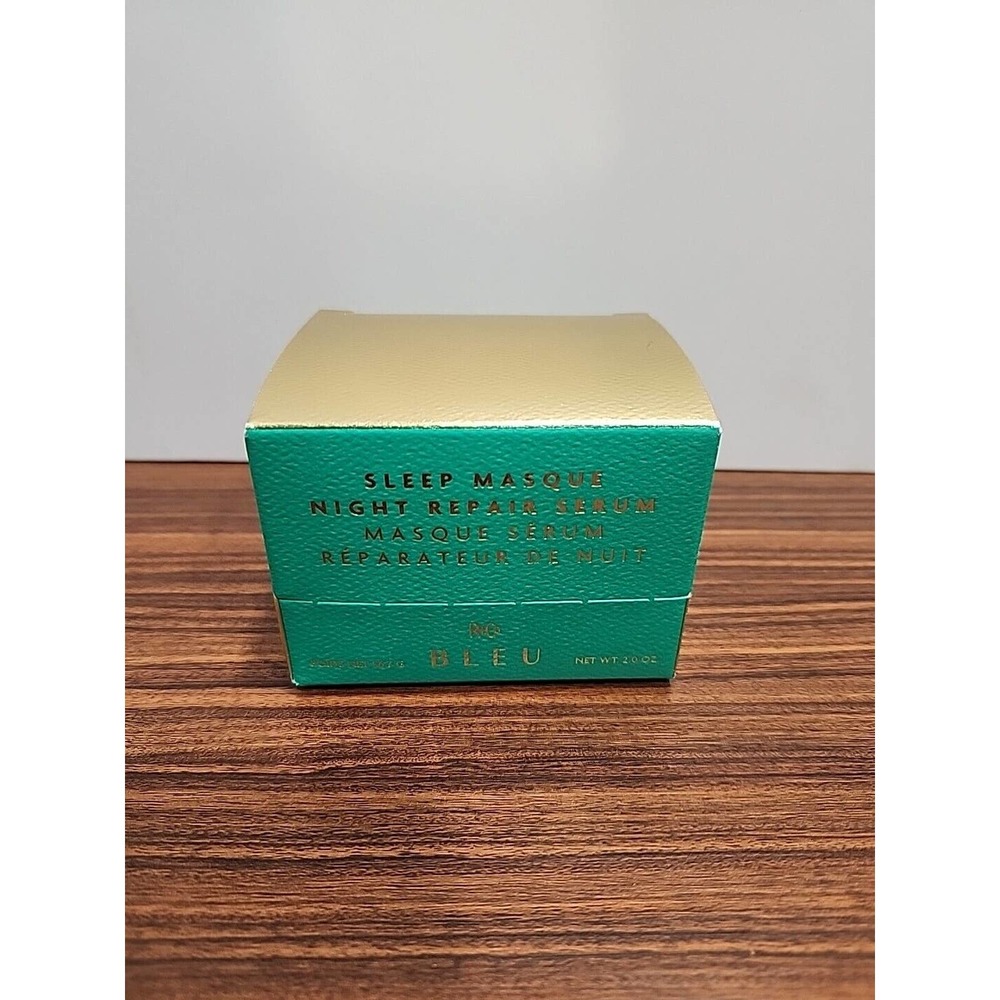 SLEEP MASQUE
NIGHT REPAIR SERUM
MASQUE SÉRUM
RÉPARATEUR DE NUIT
BLEU
NET WT. 2.0 OZ